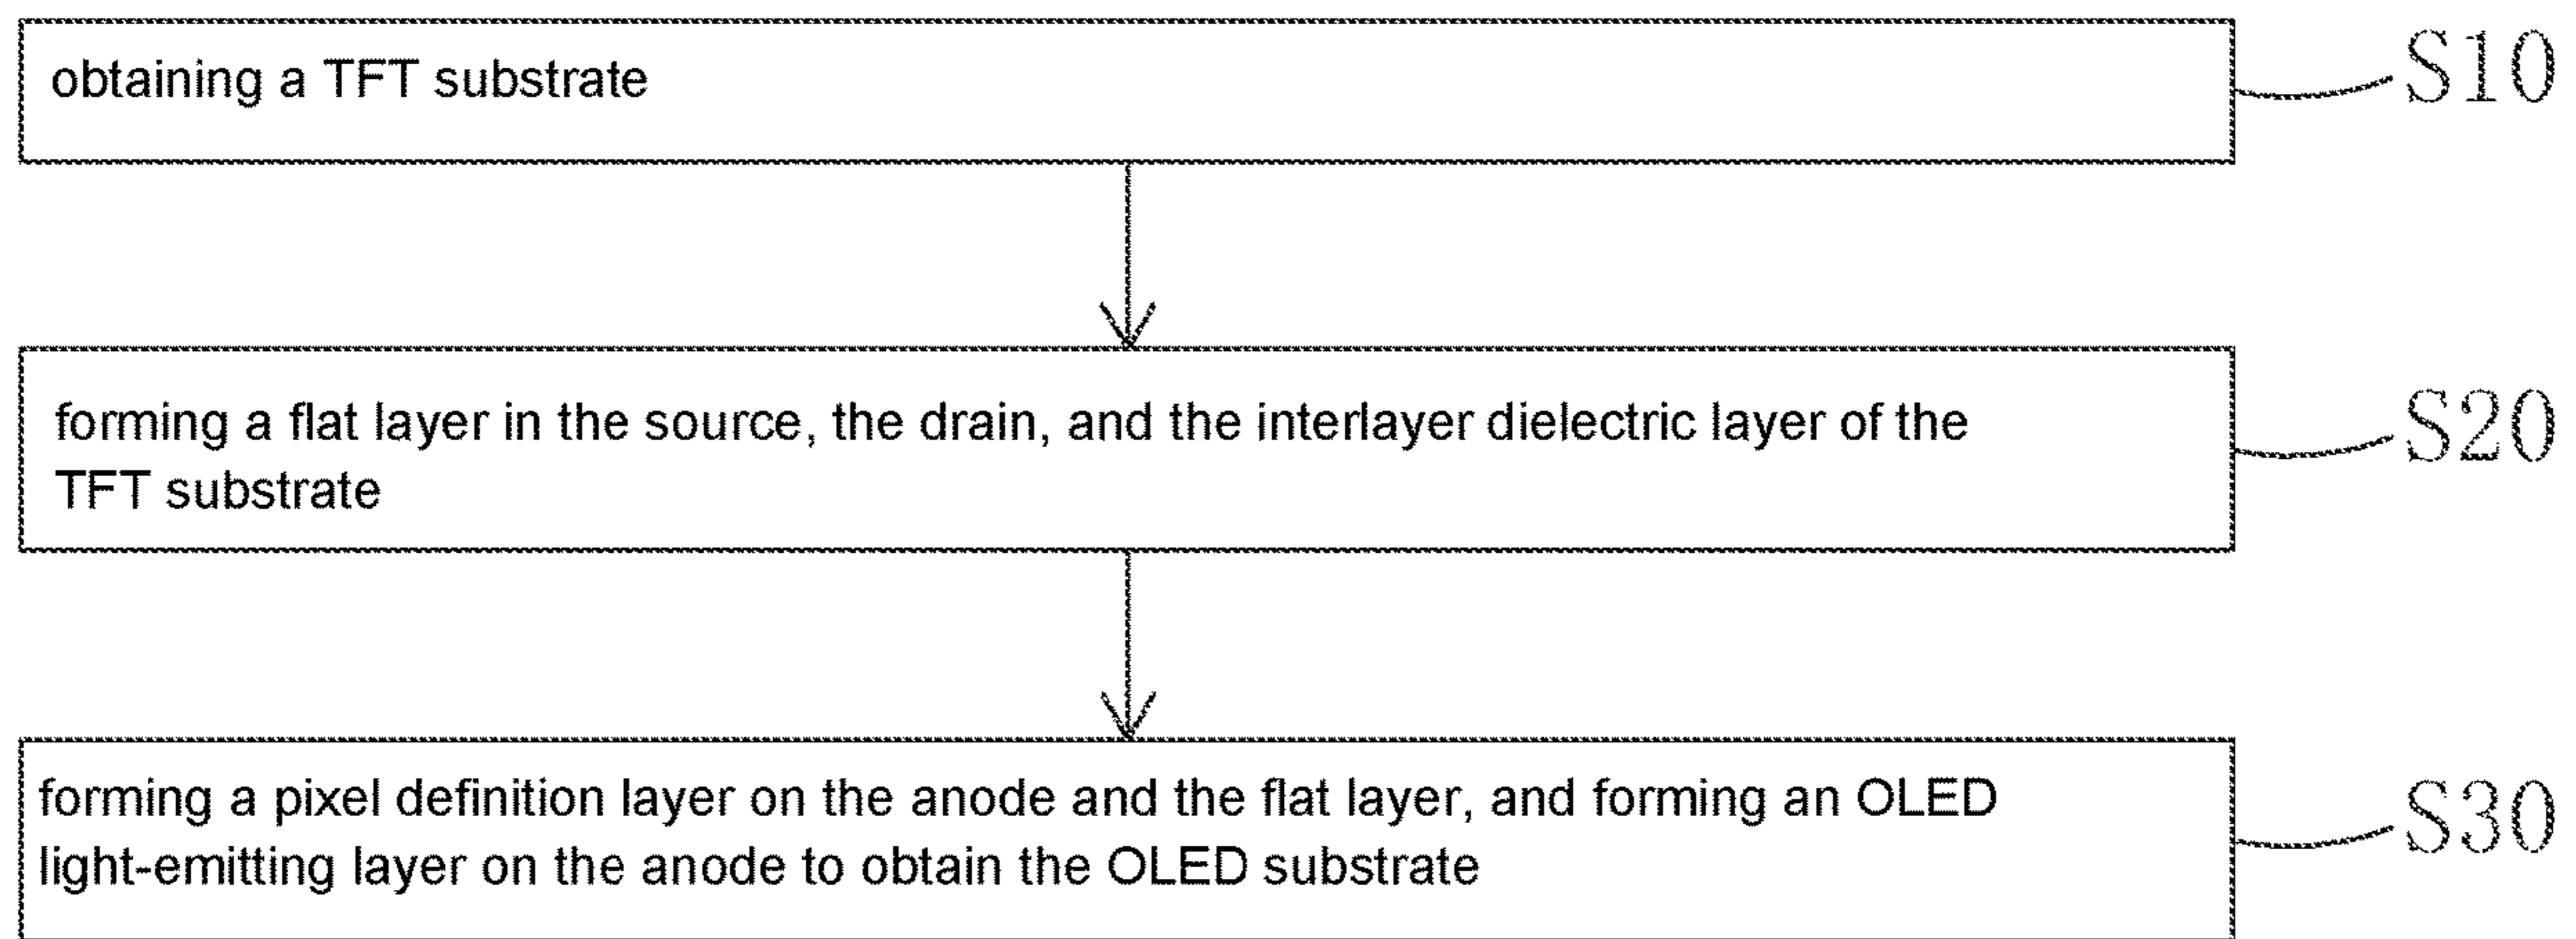 obtaining a TFT substrate
S10
forming a flat layer in the source, the drain, and the interlayer dielectric layer of the
TFT substrate
S20
forming a pixel definition layer on the anode and the flat layer, and forming an OLED
light-emitting layer on the anode to obtain the OLED substrate
S30